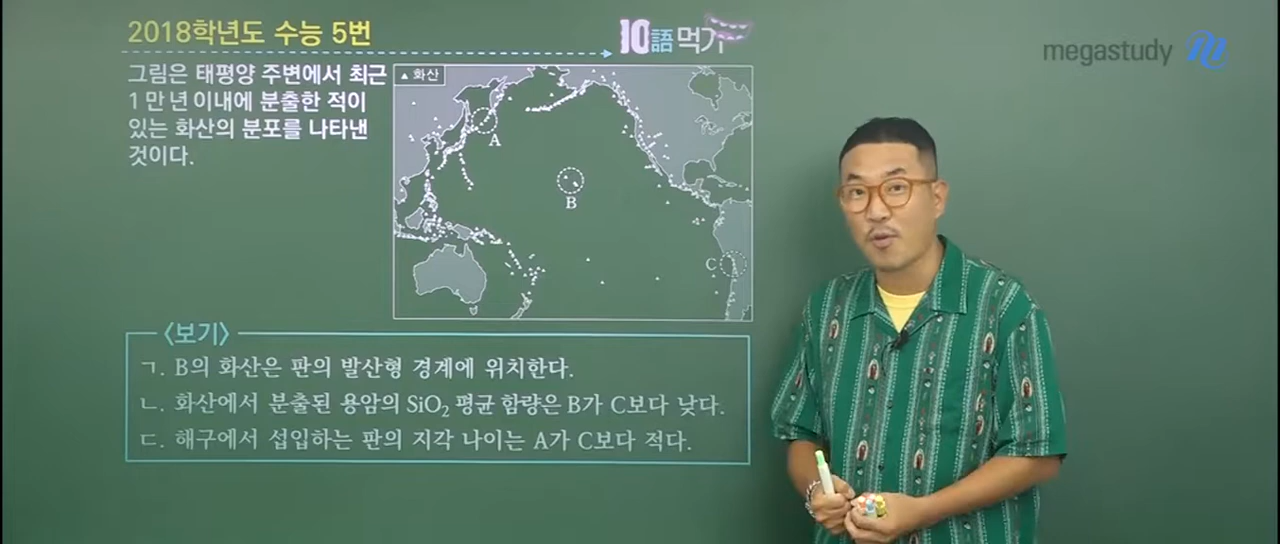 2018학년도 수능 5번
10語먹기
megastudy
그림은 태평양 주변에서 최근
1만 년 이내에 분출한 적이
있는 화산의 분포를 나타낸
것이다.
▲ 화산
A
B
C
〈보기〉
ㄱ. B의 화산은 판의 발산형 경계에 위치한다.
ㄴ. 화산에서 분출된 용암의 SiO₂ 평균 함량은 B가 C보다 낮다.
ㄷ. 해구에서 섭입하는 판의 지각 나이는 A가 C보다 적다.